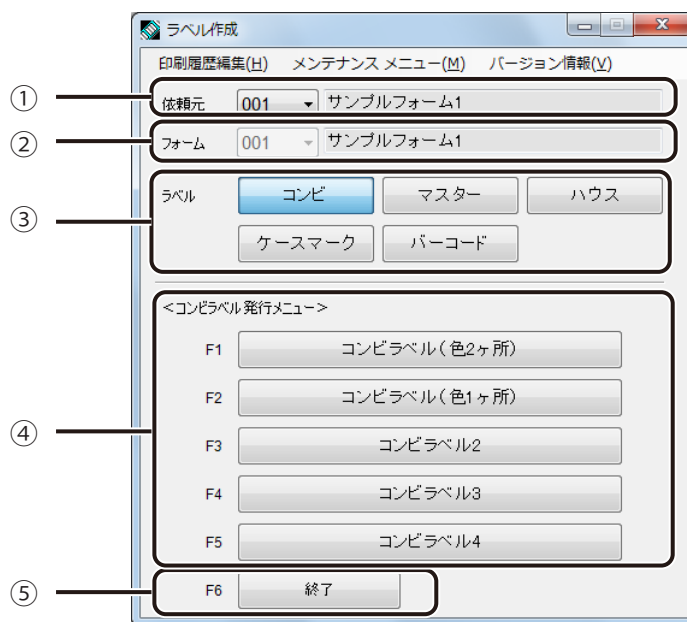 ラベル作成
印刷履歴編集(H) メンテナンス メニュー(M) バージョン情報(V)
① 依頼元 001 サンプルフォーム1
② フォーム 001 サンプルフォーム1
③ ラベル コンビ マスター ハウス
ケースマーク バーコード
<コンビラベル発行メニュー>
F1 コンビラベル(色2ヶ所)
F2 コンビラベル(色1ヶ所)
④ F3 コンビラベル2
F4 コンビラベル3
F5 コンビラベル4
⑤ F6 終了